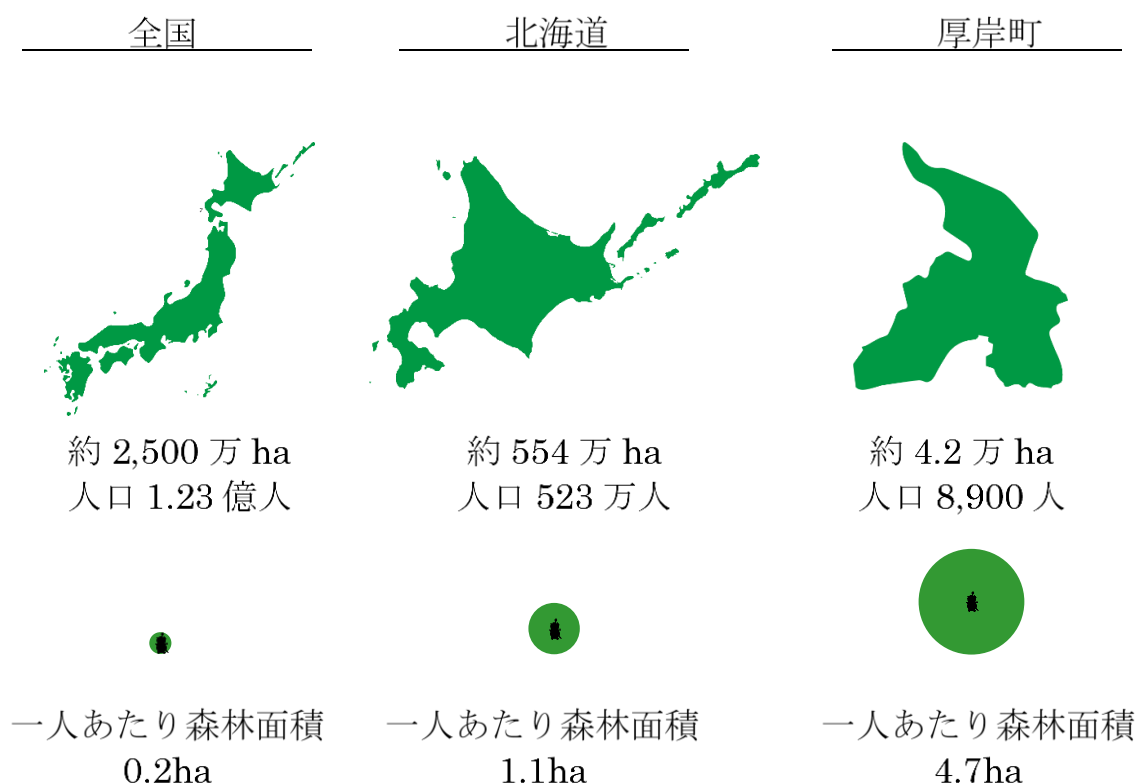 全国
約 2,500 万 ha
人口 1.23 億人
一人あたり森林面積
0.2ha
北海道
約 554 万 ha
人口 523 万人
一人あたり森林面積
1.1ha
厚岸町
約 4.2 万 ha
人口 8,900 人
一人あたり森林面積
4.7ha